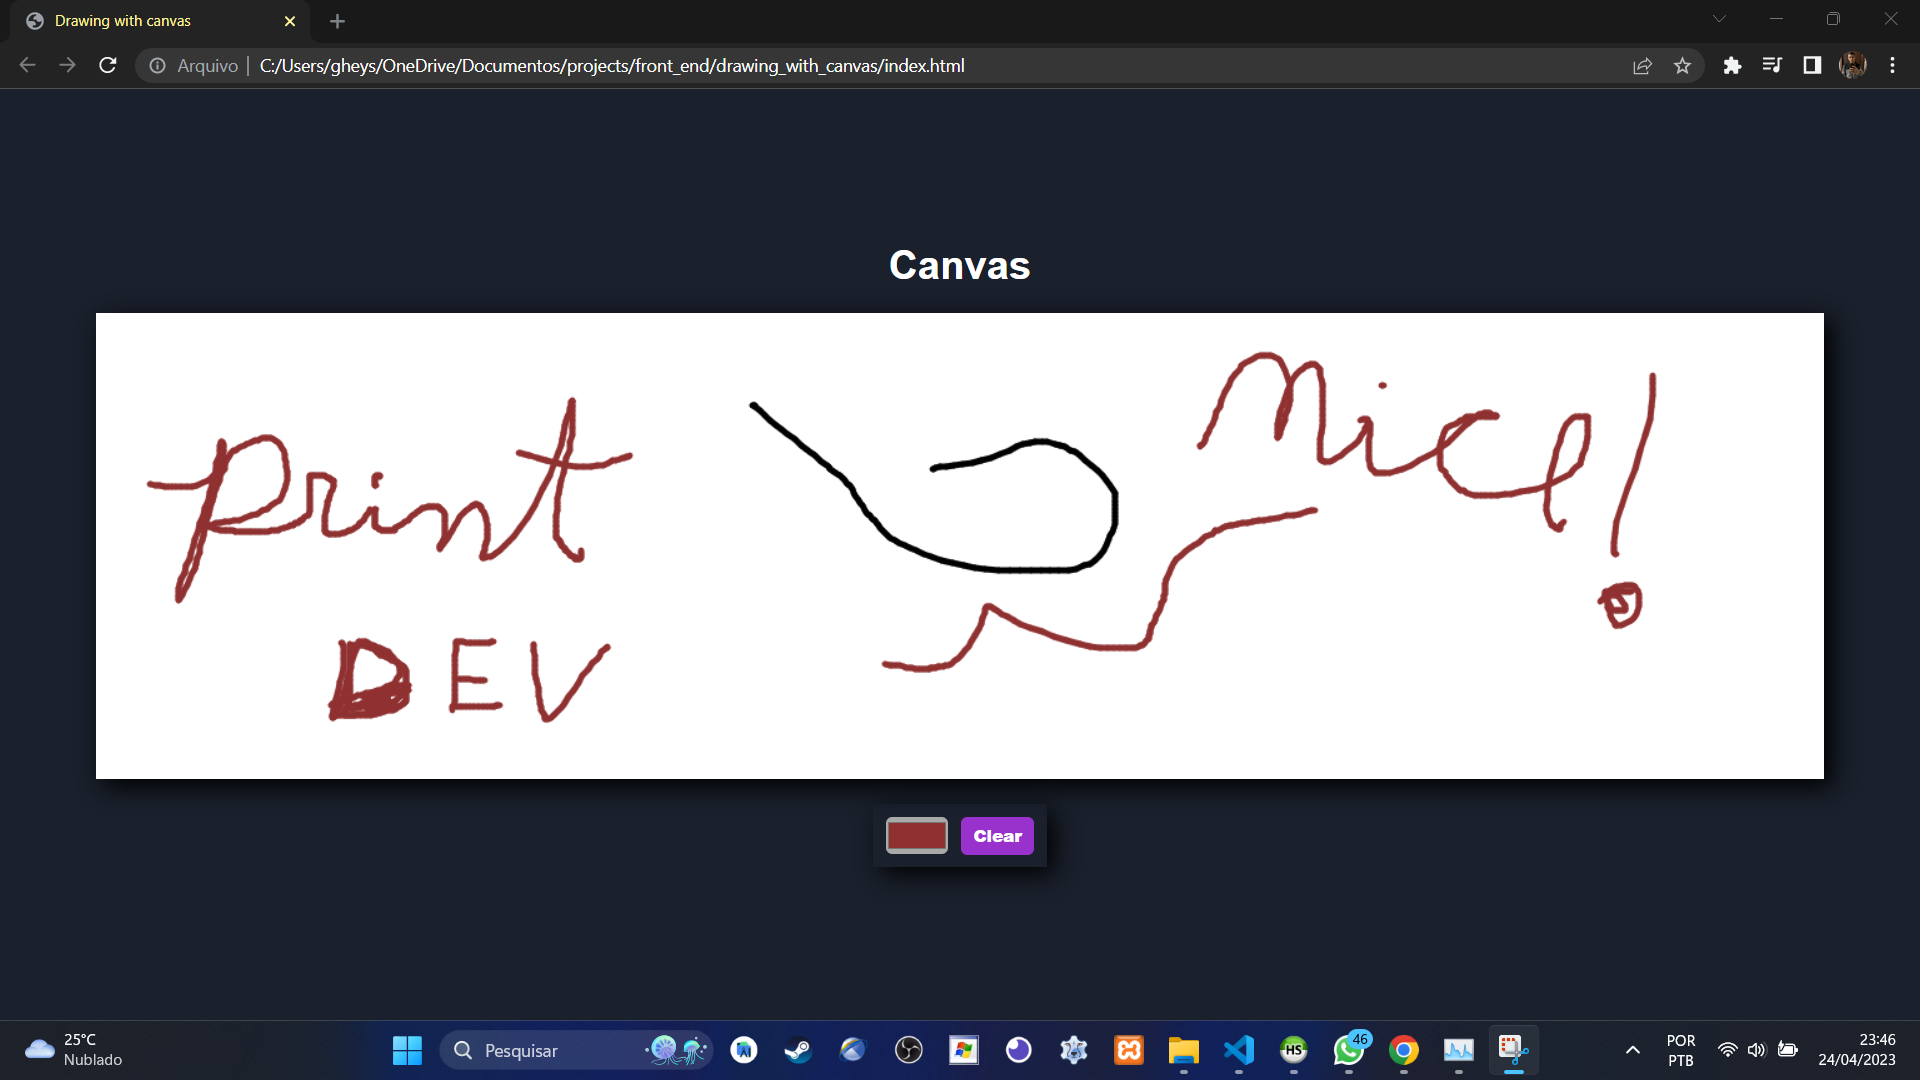 Drawing with canvas
Arquivo C:/Users/gheys/OneDrive/Documentos/projects/front_end/drawing_with_canvas/index.html
Canvas
Print
Nice!
DEV
Clear
25°C
Nublado
Pesquisar
HS
46
POR
PTB
23:46
24/04/2023